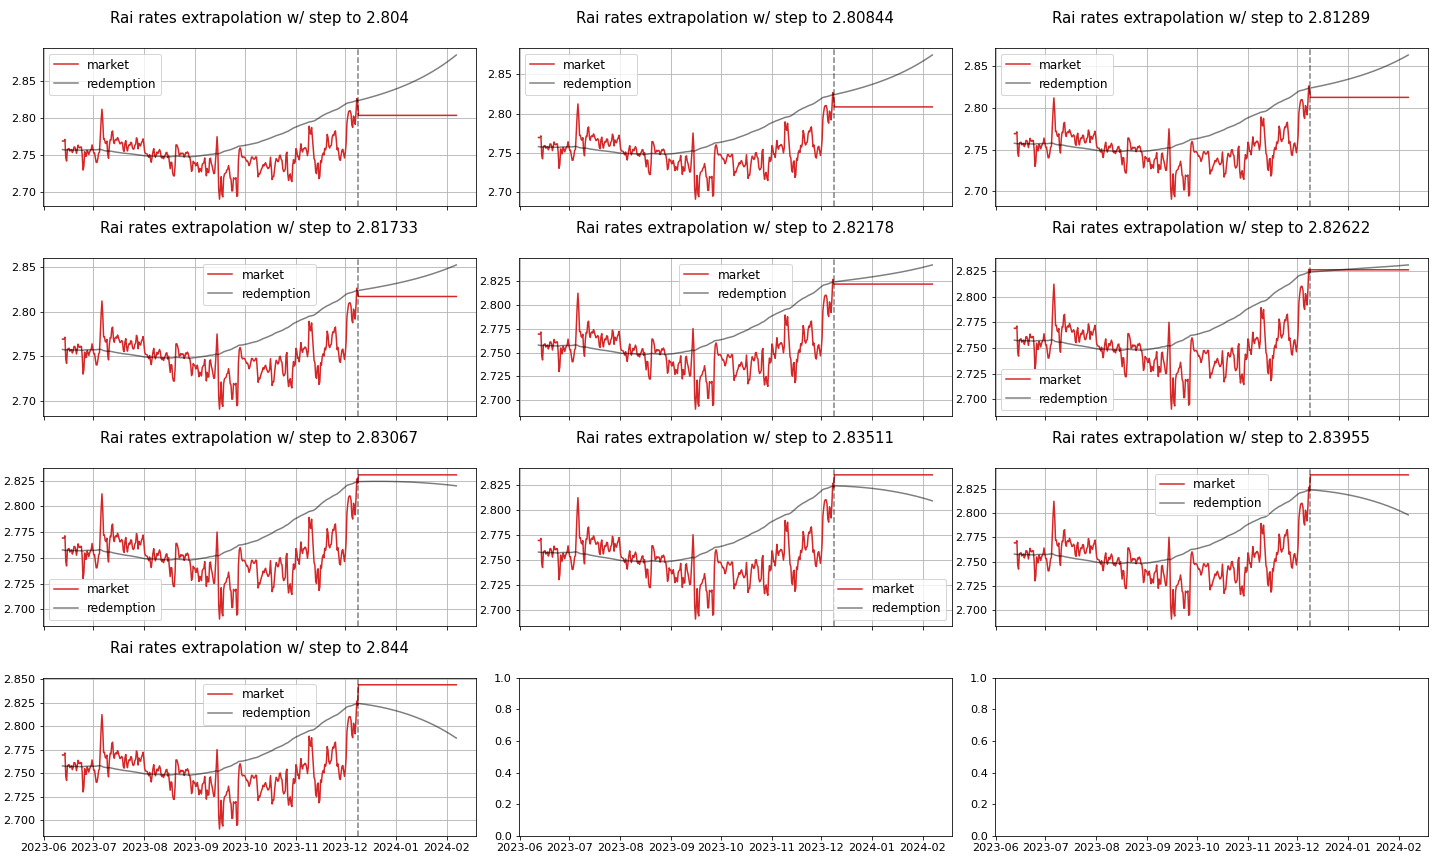 Rai rates extrapolation w/ step to 2.804
Rai rates extrapolation w/ step to 2.80844
Rai rates extrapolation w/ step to 2.81289
market
redemption
market
redemption
market
redemption
2.85
2.80
2.75
2.70
2.85
2.80
2.75
2.70
2.85
2.80
2.75
2.70
Rai rates extrapolation w/ step to 2.81733
Rai rates extrapolation w/ step to 2.82178
Rai rates extrapolation w/ step to 2.82622
market
redemption
market
redemption
market
redemption
2.85
2.80
2.75
2.70
2.825
2.800
2.775
2.750
2.725
2.700
2.825
2.800
2.775
2.750
2.725
2.700
Rai rates extrapolation w/ step to 2.83067
Rai rates extrapolation w/ step to 2.83511
Rai rates extrapolation w/ step to 2.83955
market
redemption
market
redemption
market
redemption
2.825
2.800
2.775
2.750
2.725
2.700
2.825
2.800
2.775
2.750
2.725
2.700
2.825
2.800
2.775
2.750
2.725
2.700
Rai rates extrapolation w/ step to 2.844
market
redemption
2.850
2.825
2.800
2.775
2.750
2.725
2.700
1.0
0.8
0.6
0.4
0.2
0.0
1.0
0.8
0.6
0.4
0.2
0.0
2023-06 2023-07 2023-08 2023-09 2023-10 2023-11 2023-12 2024-01 2024-02
2023-06 2023-07 2023-08 2023-09 2023-10 2023-11 2023-12 2024-01 2024-02
2023-06 2023-07 2023-08 2023-09 2023-10 2023-11 2023-12 2024-01 2024-02